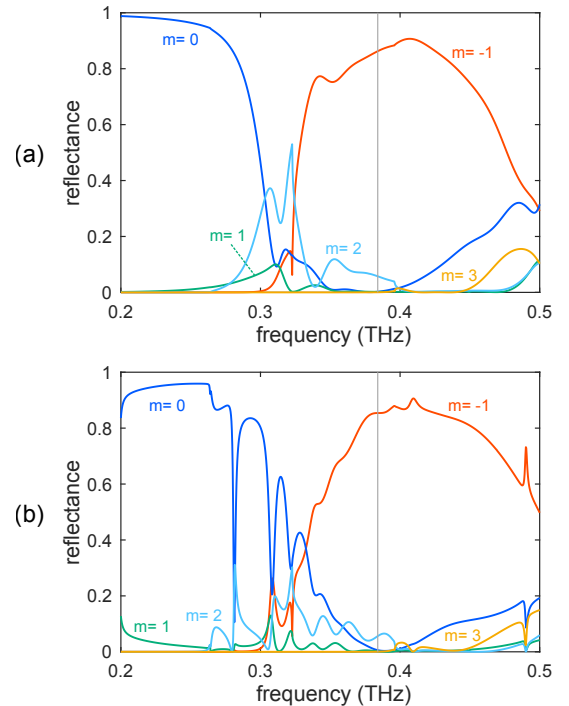 (a)
reflectance
1
0.8
0.6
0.4
0.2
0
m= 0
m= -1
m= 1
m= 2
m= 3
0.2
0.3
0.4
0.5
frequency (THz)
(b)
reflectance
1
0.8
0.6
0.4
0.2
0
m= 0
m= -1
m= 2
m= 1
m= 3
0.2
0.3
0.4
0.5
frequency (THz)